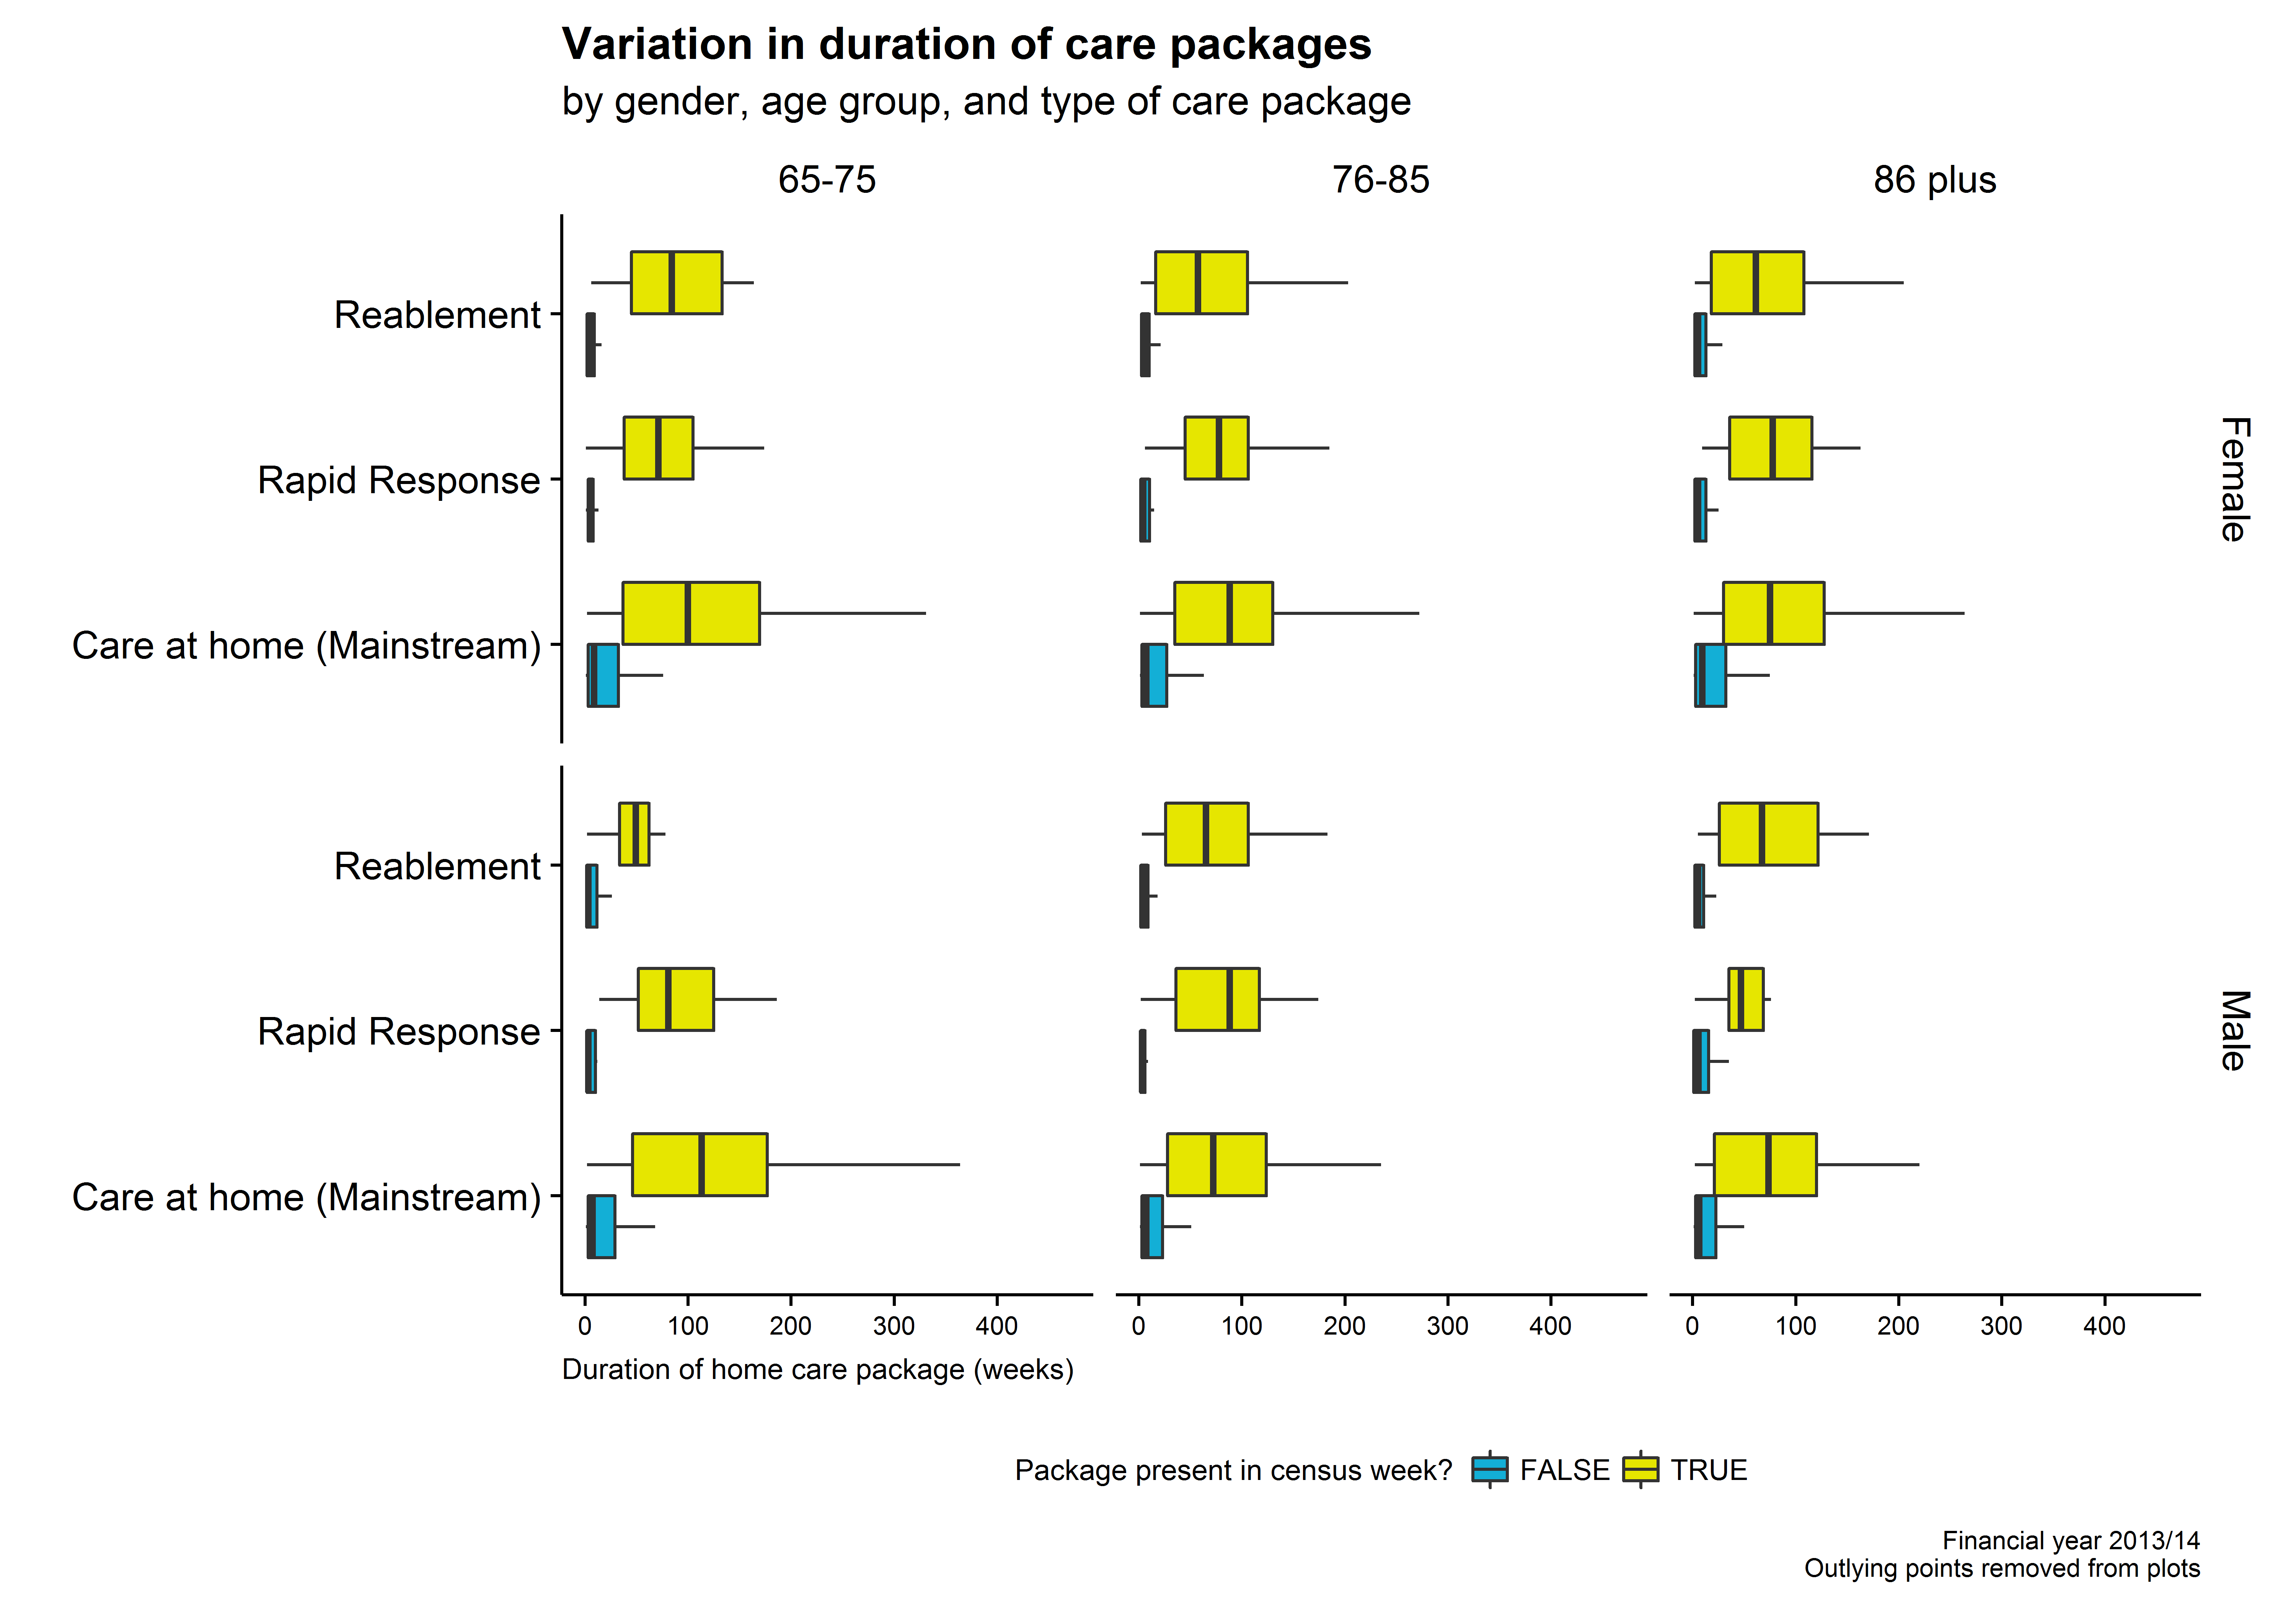 Variation in duration of care packages
by gender, age group, and type of care package
65-75 76-85 86 plus
Reablement
Rapid Response
Care at home (Mainstream)
Female
Reablement
Rapid Response
Care at home (Mainstream)
Male
0 100 200 300 400 0 100 200 300 400 0 100 200 300 400
Duration of home care package (weeks)
Package present in census week? FALSE TRUE
Financial year 2013/14
Outlying points removed from plots